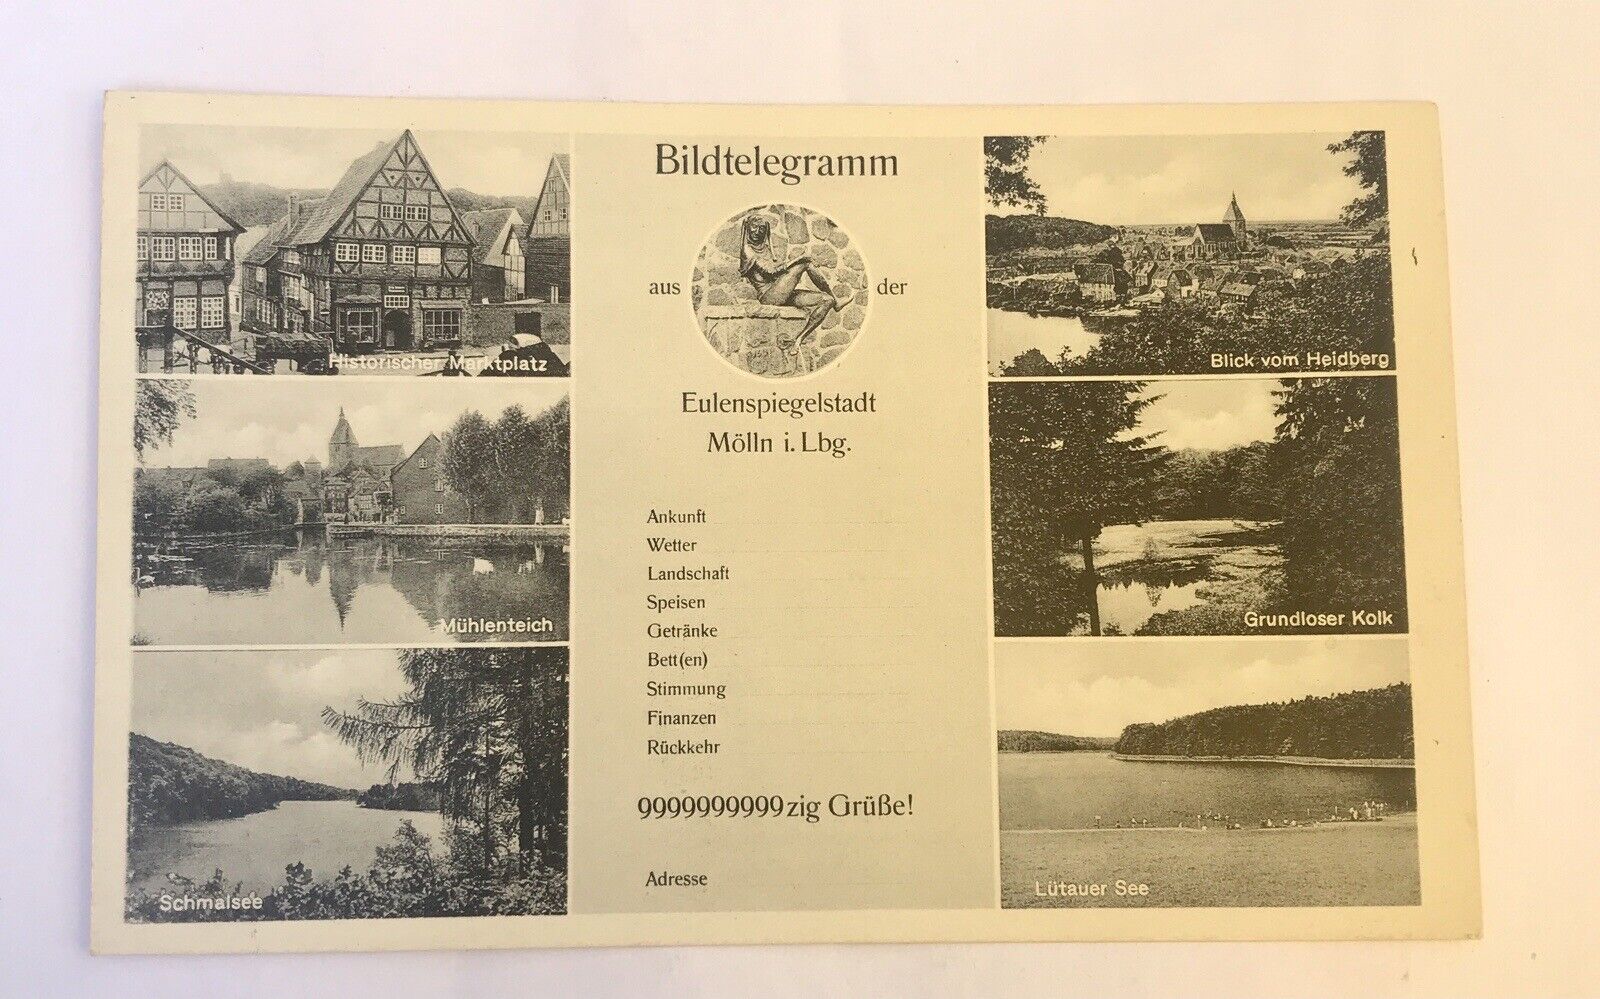 Bildtelegramm
aus der
Eulenspiegelstadt
Mölln i. Lbg.
Ankunft
Wetter
Landschaft
Speisen
Getränke
Bett(en)
Stimmung
Finanzen
Rückkehr
9999999999zig Grüße!
Adresse
Historischer Marktplatz
Mühlenteich
Schmalsee
Blick vom Heidberg
Grundloser Kolk
Lütauer See